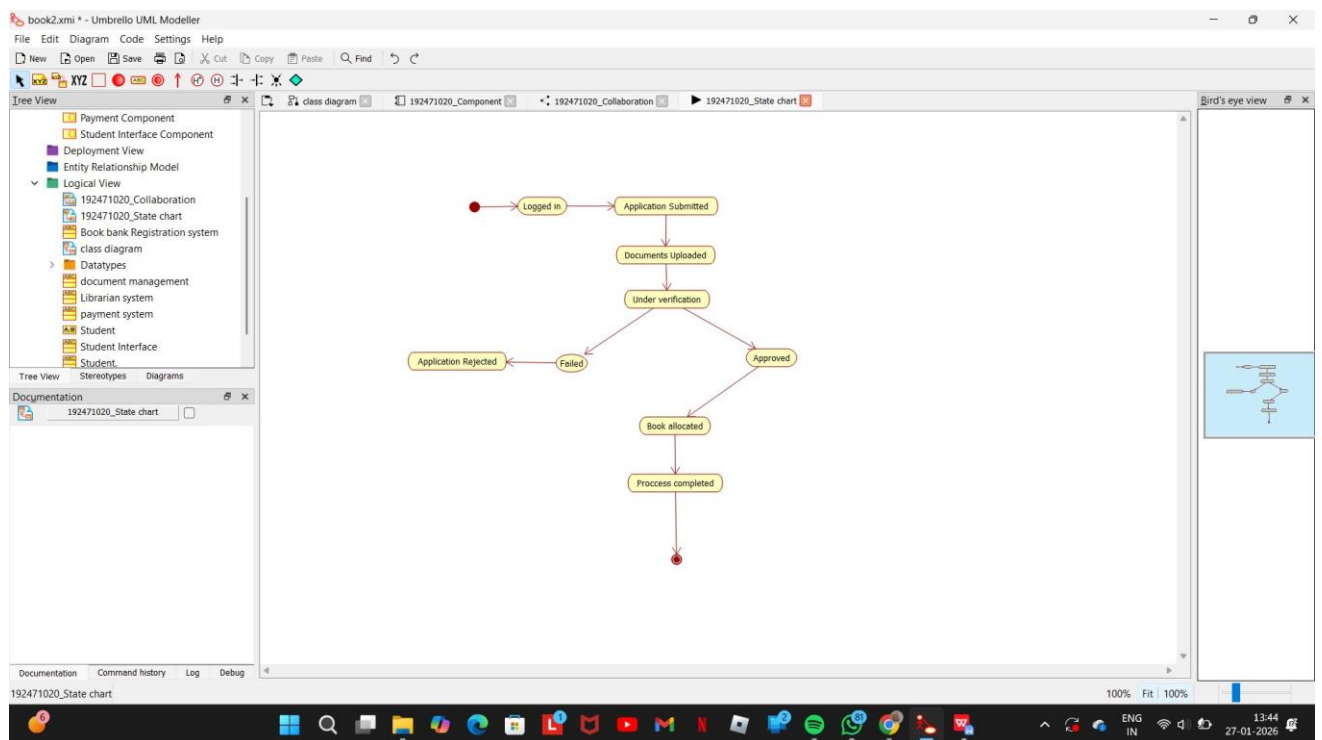 book2.xmi * - Umbrello UML Modeller
File Edit Diagram Code Settings Help
New Open Save Cut Copy Paste Find
XYZ XYZ
Tree View
class diagram 192471020_Component 192471020_Collaboration 192471020_State chart
Bird's eye view
Payment Component
Student Interface Component
Deployment View
Entity Relationship Model
Logical View
192471020_Collaboration
192471020_State chart
Book bank Registration system
class diagram
Datatypes
document management
Librarian system
payment system
Student
Student Interface
Student.
Tree View Stereotypes Diagrams
Documentation
192471020_State chart
Logged in
Application Submitted
Documents Uploaded
Under verification
Application Rejected
Failed
Approved
Book allocated
Proccess completed
Documentation Command history Log Debug
192471020_State chart
100% Fit 100%
6
1
2
81
ENG
IN
13:44
27-01-2026